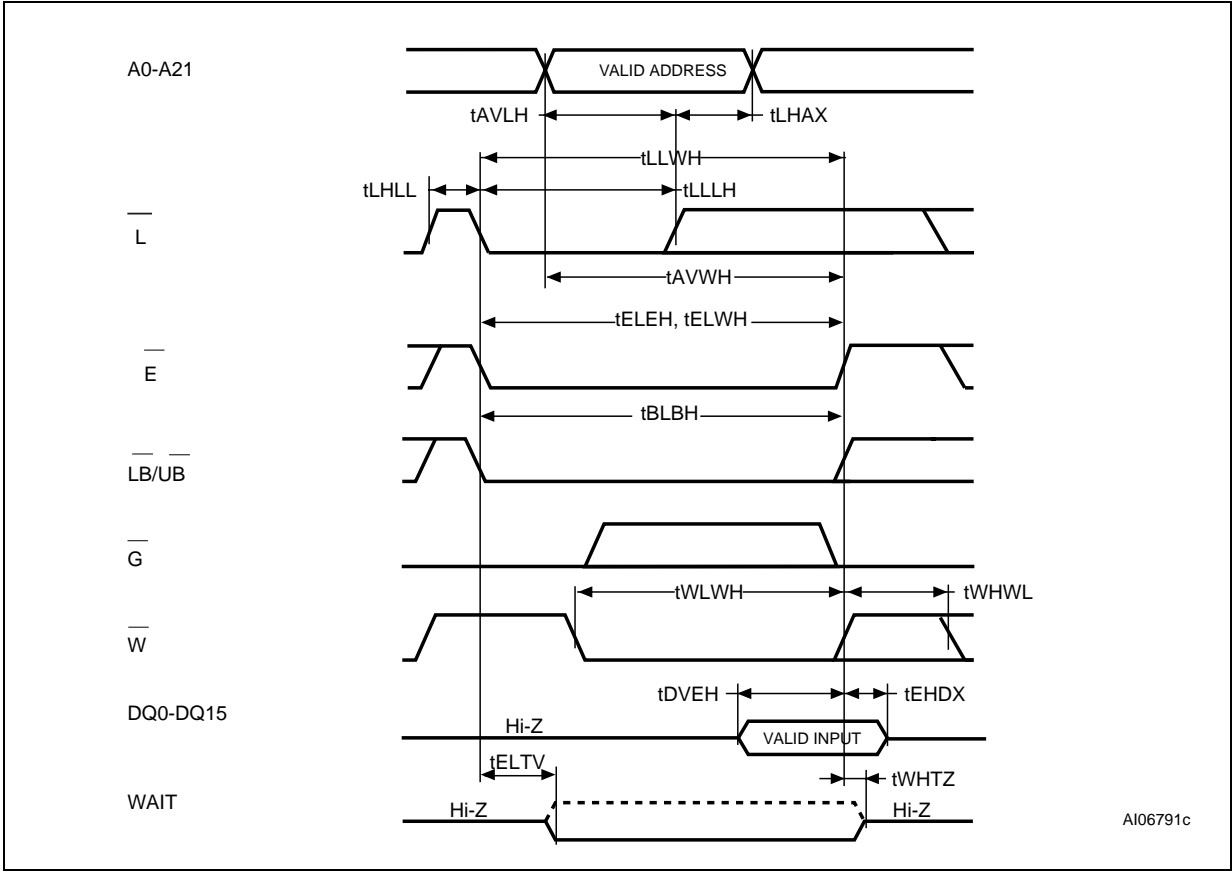 A0-A21
VALID ADDRESS
tAVLH
tLHAX
tLLWH
tLHLL
tLLLH
L
tAVWH
tELEH, tELWH
E
tBLBH
LB/UB
G
tWLWH
tWHWL
W
tDVEH
tEHDX
DQ0-DQ15
Hi-Z
VALID INPUT
tELTV
tWHTZ
WAIT
Hi-Z
Hi-Z
AI06791c